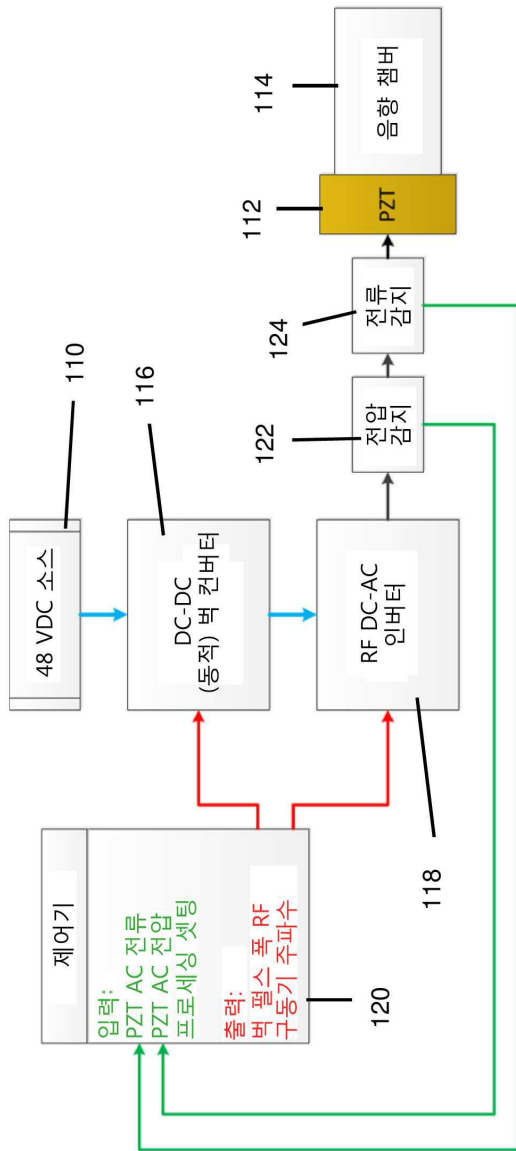 48 VDC 소스
110
제어기
입력:
PZT AC 전류
PZT AC 전압
프로세싱 셋팅
출력:
벅 펄스 폭 RF
구동기 주파수
120
DC-DC
(동적) 벅 컨버터
116
RF DC-AC
인버터
118
전압
감지
122
전류
감지
124
PZT
112
음향 챔버
114